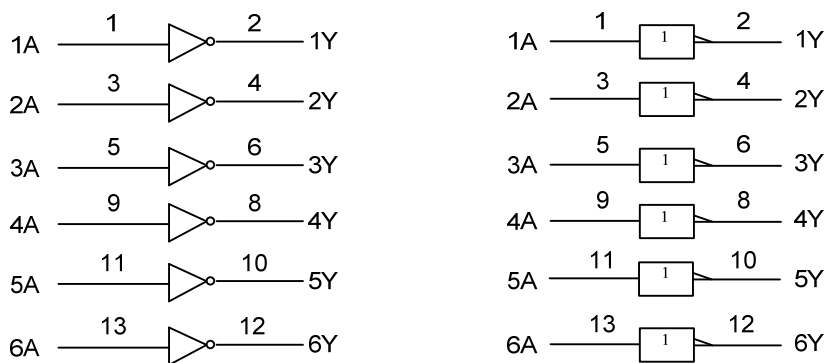 1A 1 2 1Y 1A 1 1 2 1Y
2A 3 4 2Y 2A 3 1 4 2Y
3A 5 6 3Y 3A 5 1 6 3Y
4A 9 8 4Y 4A 9 1 8 4Y
5A 11 10 5Y 5A 11 1 10 5Y
6A 13 12 6Y 6A 13 1 12 6Y